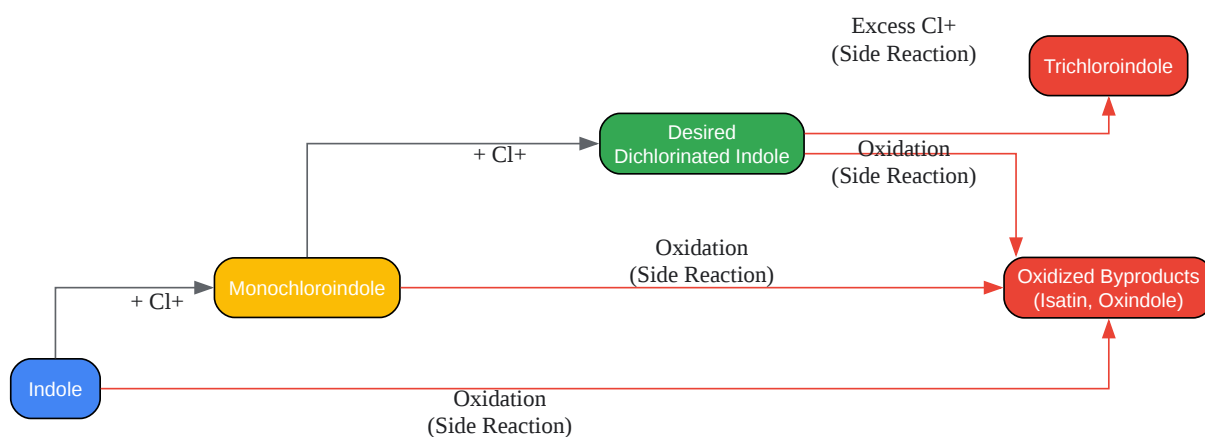 Excess Cl+
(Side Reaction)
Trichloroindole
Desired
Dichlorinated Indole
+ Cl+
Oxidation
(Side Reaction)
Oxidation
(Side Reaction)
Monochloroindole
+ Cl+
Oxidized Byproducts
(Isatin, Oxindole)
Indole
Oxidation
(Side Reaction)